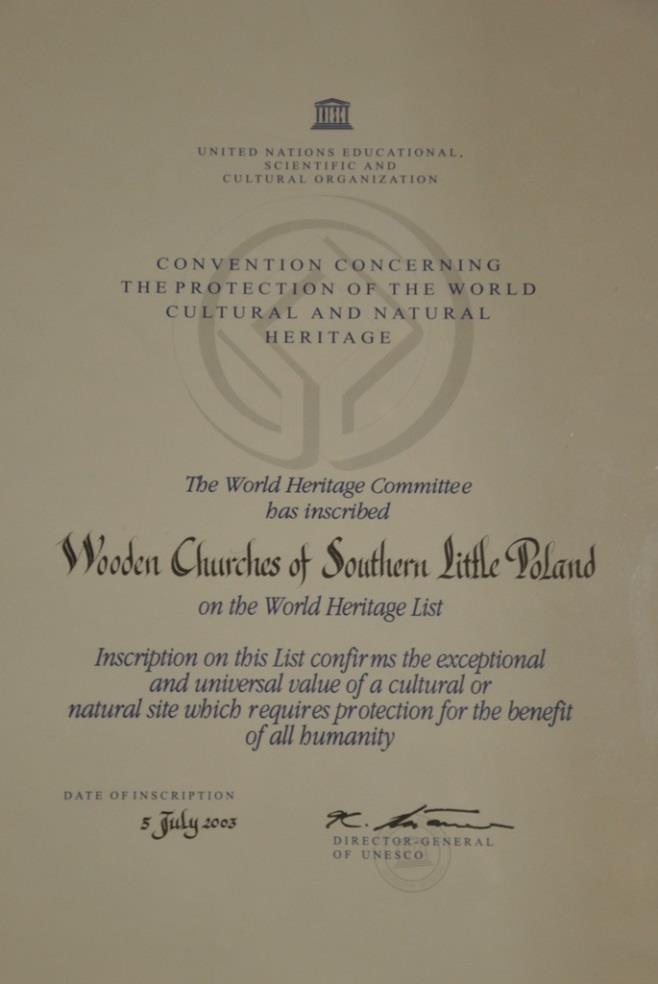 UNITED NATIONS EDUCATIONAL,
SCIENTIFIC AND
CULTURAL ORGANIZATION
CONVENTION CONCERNING
THE PROTECTION OF THE WORLD
CULTURAL AND NATURAL
HERITAGE
The World Heritage Committee
has inscribed
Wooden Churches of Southern Little Poland
on the World Heritage List
Inscription on this List confirms the exceptional
and universal value of a cultural or
natural site which requires protection for the benefit
of all humanity
DATE OF INSCRIPTION
5 July 2003
K.
DIRECTOR-GENERAL
OF UNESCO